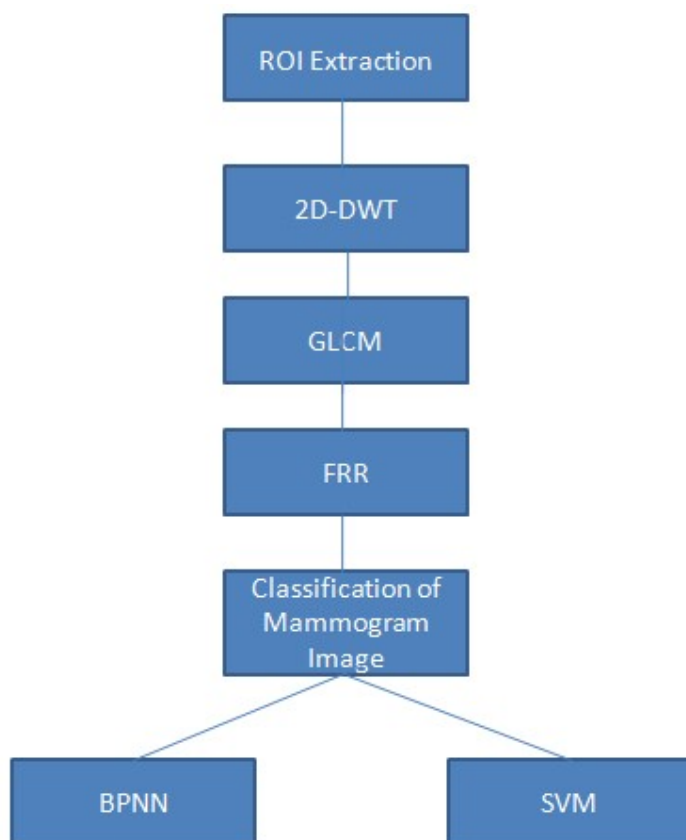 ROI Extraction
2D-DWT
GLCM
FRR
Classification of
Mammogram
Image
BPNN
SVM